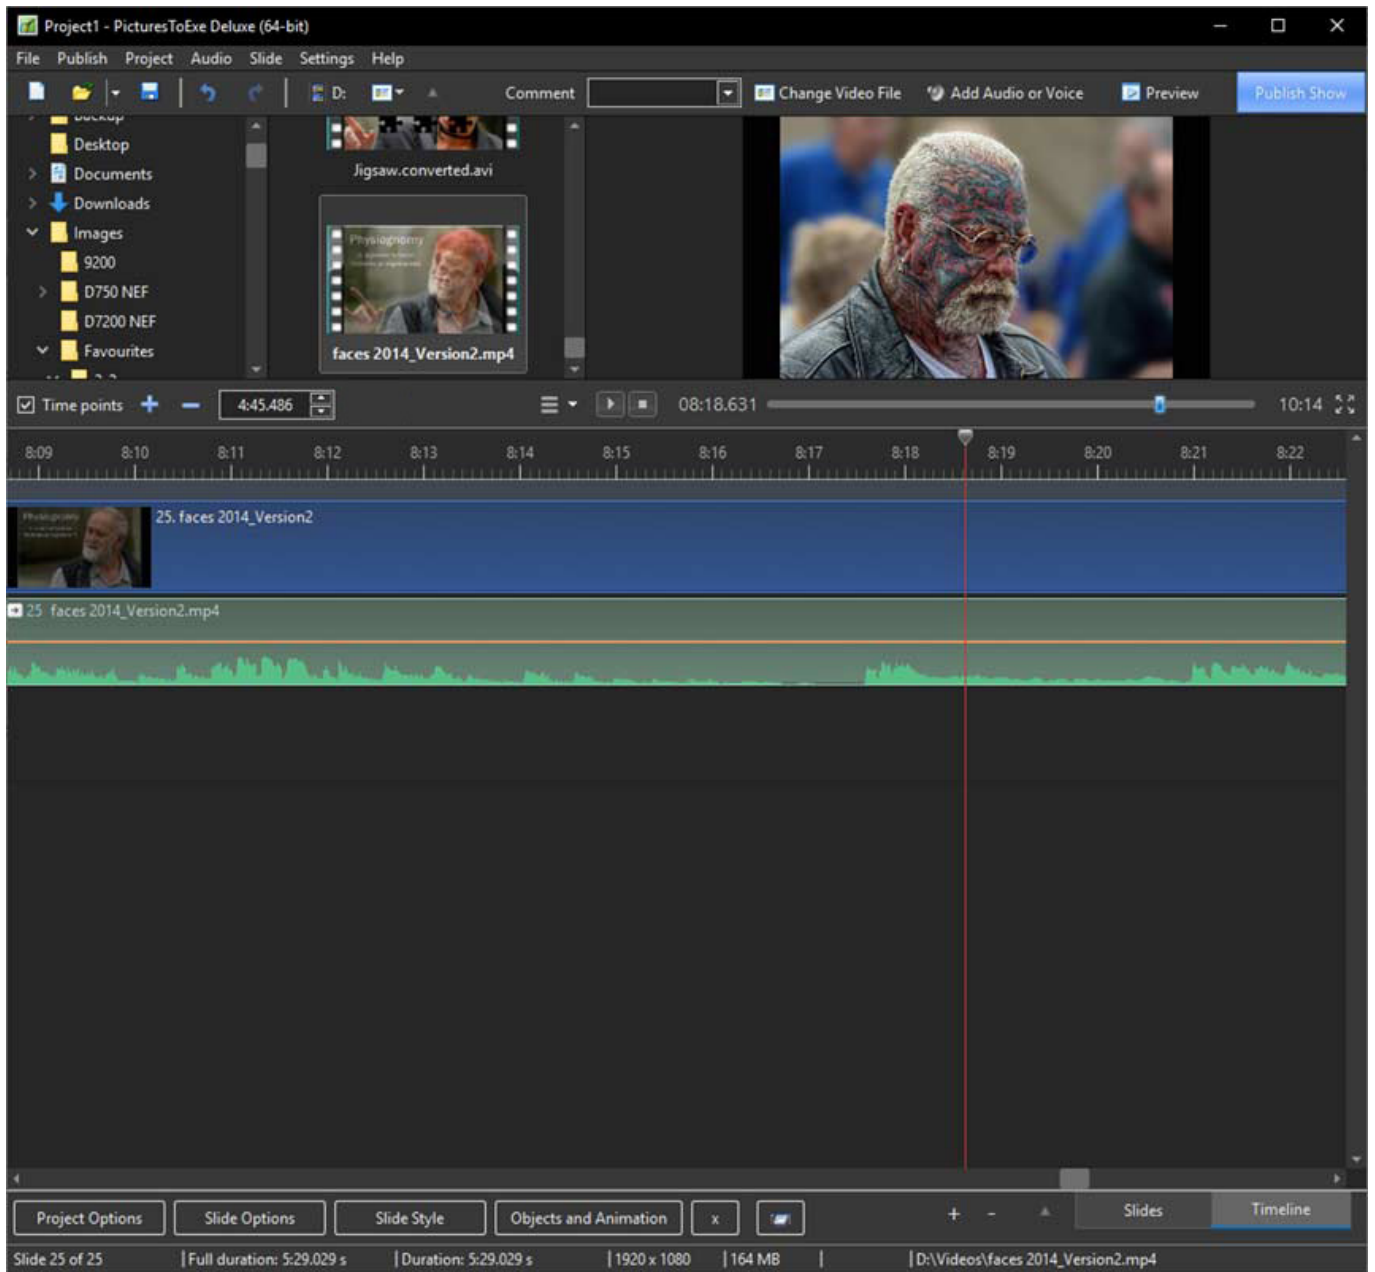 Project1 - PicturesToExe Deluxe (64-bit)
File Publish Project Audio Slide Settings Help
D: Comment Change Video File Add Audio or Voice Preview Publish Show
Backup
Desktop
Documents
Downloads
Images
9200
D750 NEF
D7200 NEF
Favourites
Jigsaw.converted.avi
Physiognomy
faces 2014_Version2.mp4
Time points 4:45.486 08:18.631 10:14
8:09 8:10 8:11 8:12 8:13 8:14 8:15 8:16 8:17 8:18 8:19 8:20 8:21 8:22
Physiognomy
25. faces 2014_Version2
25 faces 2014_Version2.mp4
Project Options Slide Options Slide Style Objects and Animation x + - Slides Timeline
Slide 25 of 25 | Full duration: 5:29.029 s | Duration: 5:29.029 s | 1920 x 1080 | 164 MB | | D:\Videos\faces 2014_Version2.mp4